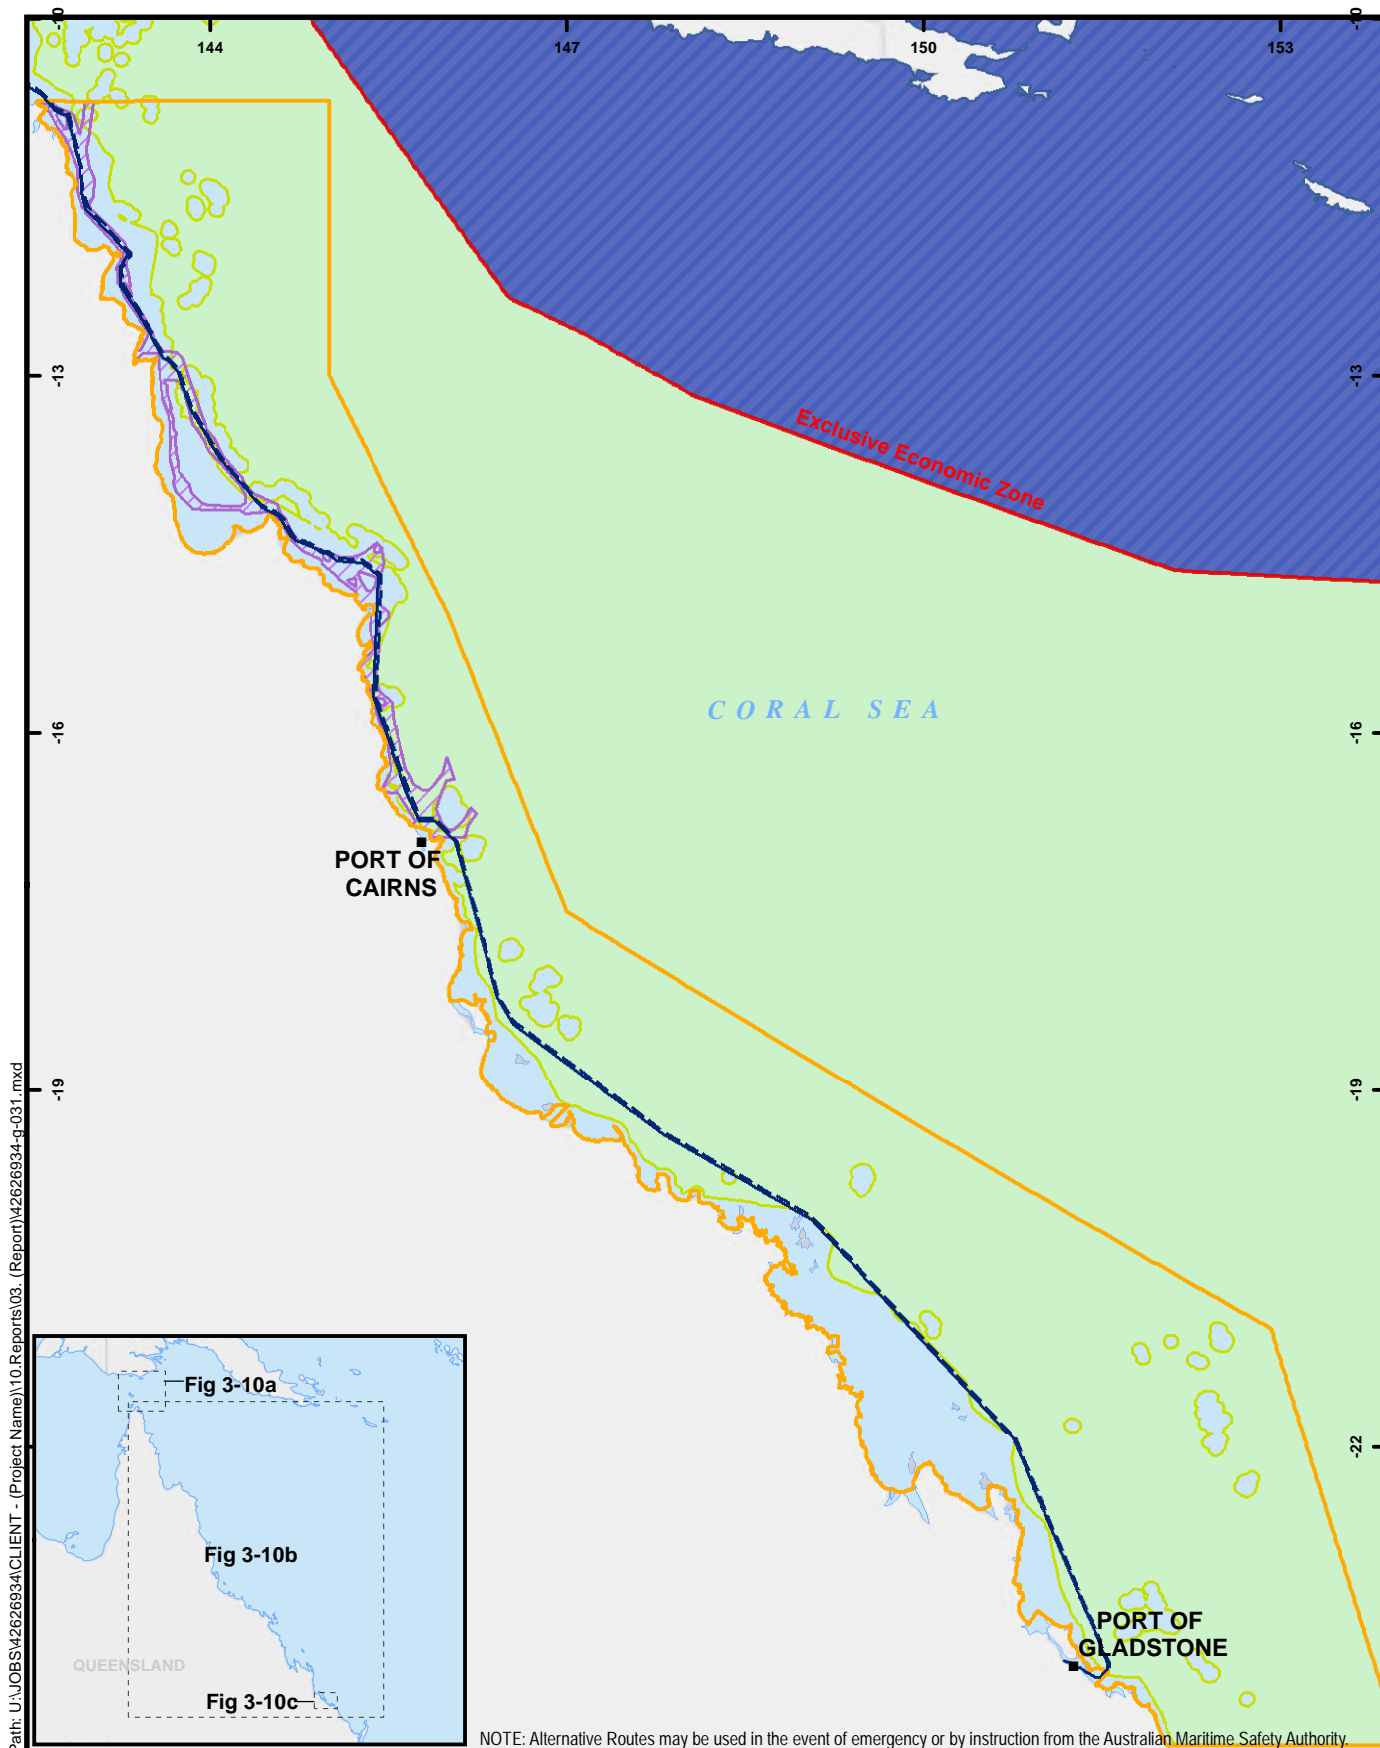 -10
144
147
150
153
-10
-13
Exclusive Economic Zone
-13
-16
CORAL SEA
-16
PORT OF
CAIRNS
-19
-19
Path: U:\JOBS\42626934\CLIENT - (Project Name)\10.Reports\03. (Report)\42626934-g-031.mxd
Fig 3-10a
-22
Fig 3-10b
PORT OF
GLADSTONE
QUEENSLAND
Fig 3-10c
NOTE: Alternative Routes may be used in the event of emergency or by instruction from the Australian Maritime Safety Authority.